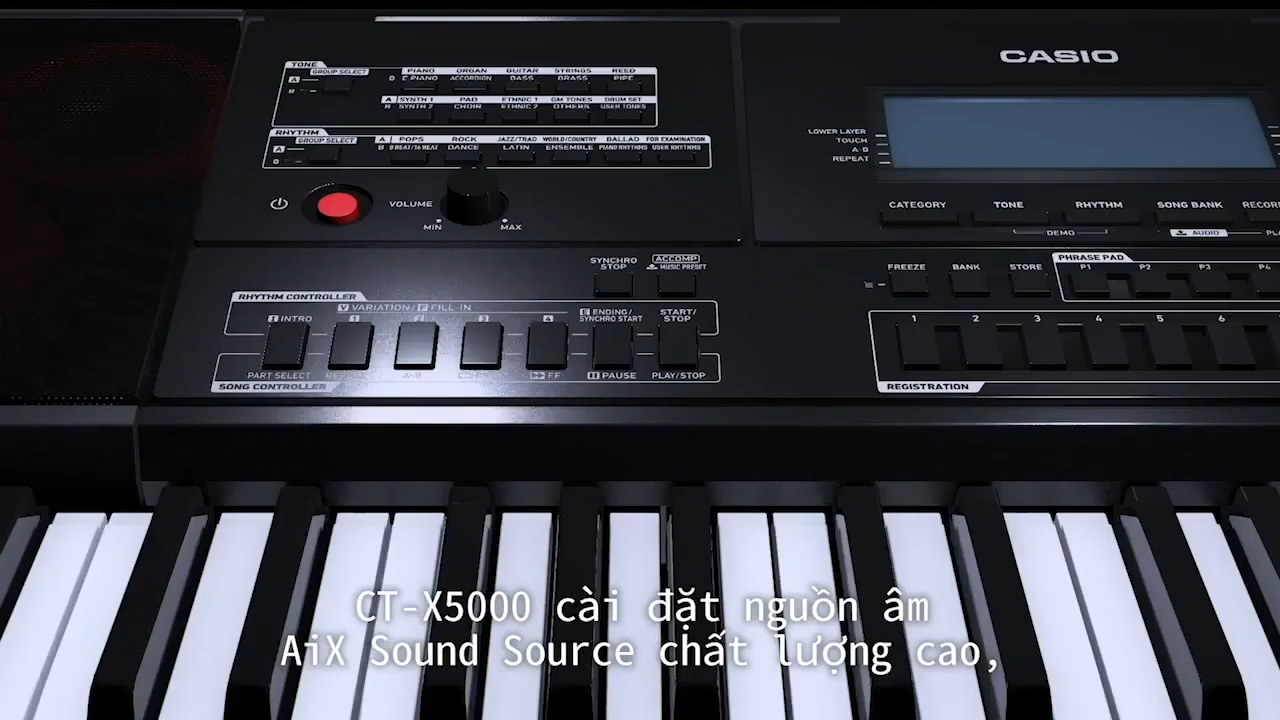 CASIO
TONE
GROUP SELECT
A
B
PIANO ORGAN GUITAR STRINGS REED
E.PIANO ACCORDION BASS BRASS PIPE
A SYNTH 1 PAD ETHNIC 1 GM TONES DRUM SET
B SYNTH 2 CHOIR ETHNIC 2 OTHERS USER TONES
RHYTHM
GROUP SELECT
A
B
A POPS ROCK JAZZ/TRAD WORLD/COUNTRY BALLAD FOR EXAMINATION
B 8 BEAT/16 BEAT DANCE LATIN ENSEMBLE PIANO RHYTHMS USER RHYTHMS
VOLUME
MIN MAX
LOWER LAYER
TOUCH
A-B
REPEAT
CATEGORY TONE RHYTHM SONG BANK
DEMO AUDIO
SYNCHRO
STOP
ACCOMP
MUSIC PRESET
FREEZE BANK STORE
PHRASE PAD
P1 P2 P3 P4
RHYTHM CONTROLLER
V VARIATION/F FILL-IN
I INTRO 1 2 3 4
E ENDING/
SYNCHRO START
START/
STOP
PART SELECT A-B FF PAUSE PLAY/STOP
SONG CONTROLLER
1 2 3 4 5 6
REGISTRATION
CT-X5000 cài đặt nguồn âm
AiX Sound Source chất lượng cao,